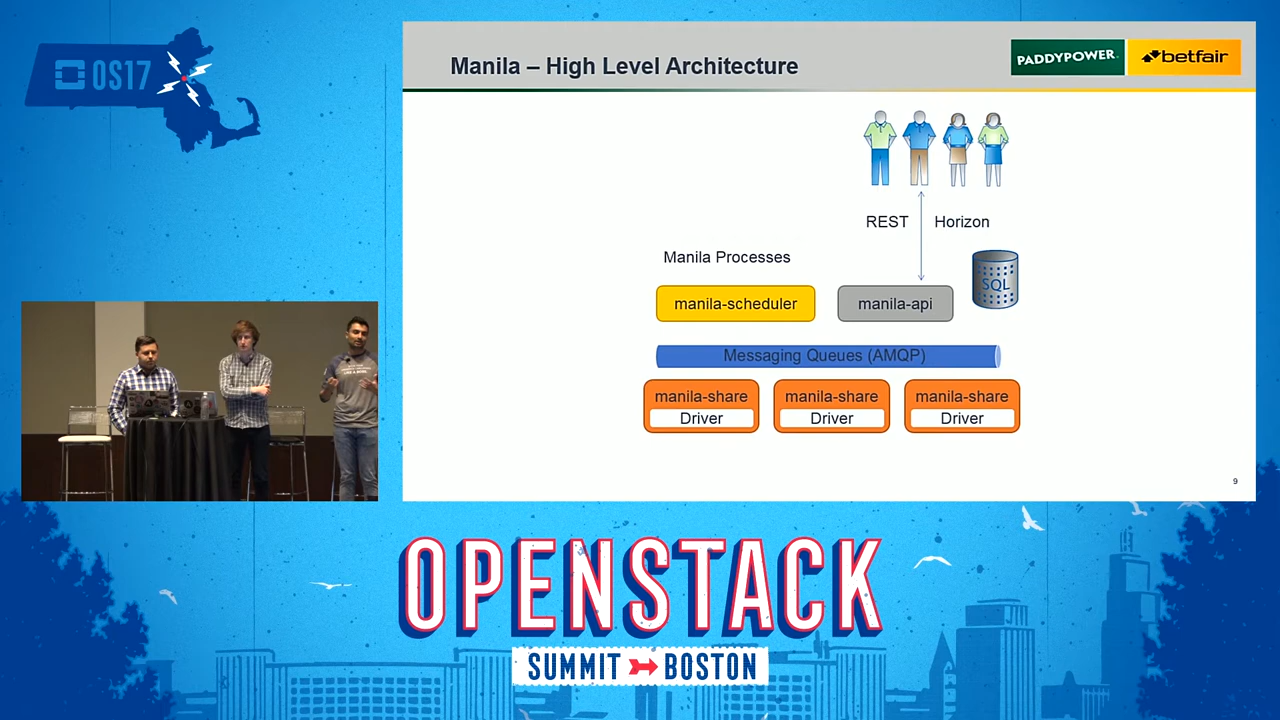 OS17
Manila – High Level Architecture
PADDYPOWER.
betfair
REST
Horizon
Manila Processes
SQL
manila-scheduler
manila-api
Messaging Queues (AMQP)
manila-share
Driver
manila-share
Driver
manila-share
Driver
9
OPENSTACK
SUMMIT BOSTON